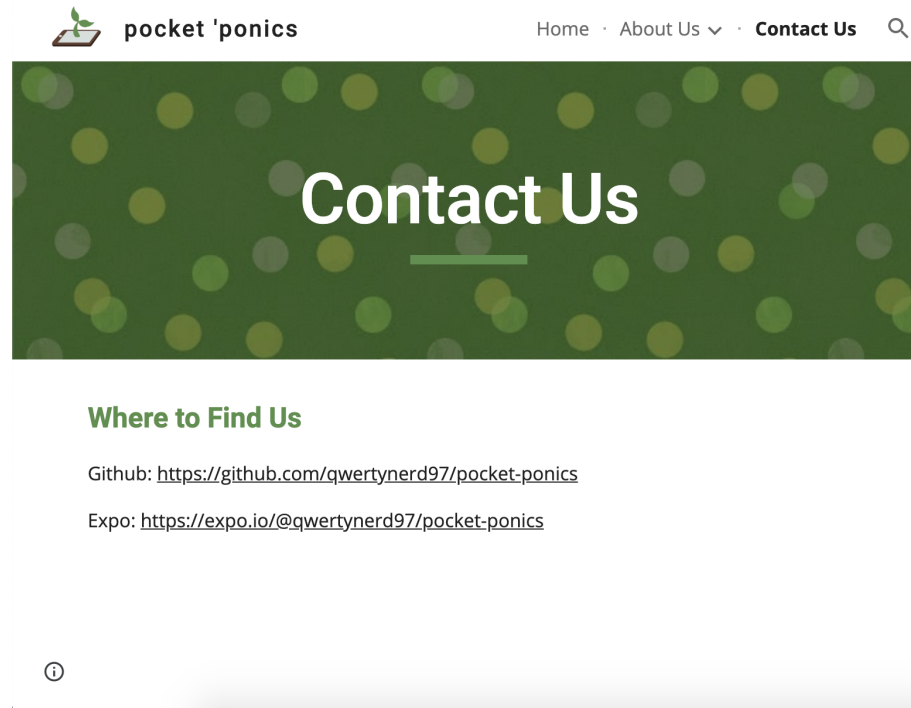 pocket 'ponics
Home · About Us · Contact Us
Contact Us
Where to Find Us
Github: https://github.com/qwertynerd97/pocket-ponics
Expo: https://expo.io/@qwertynerd97/pocket-ponics